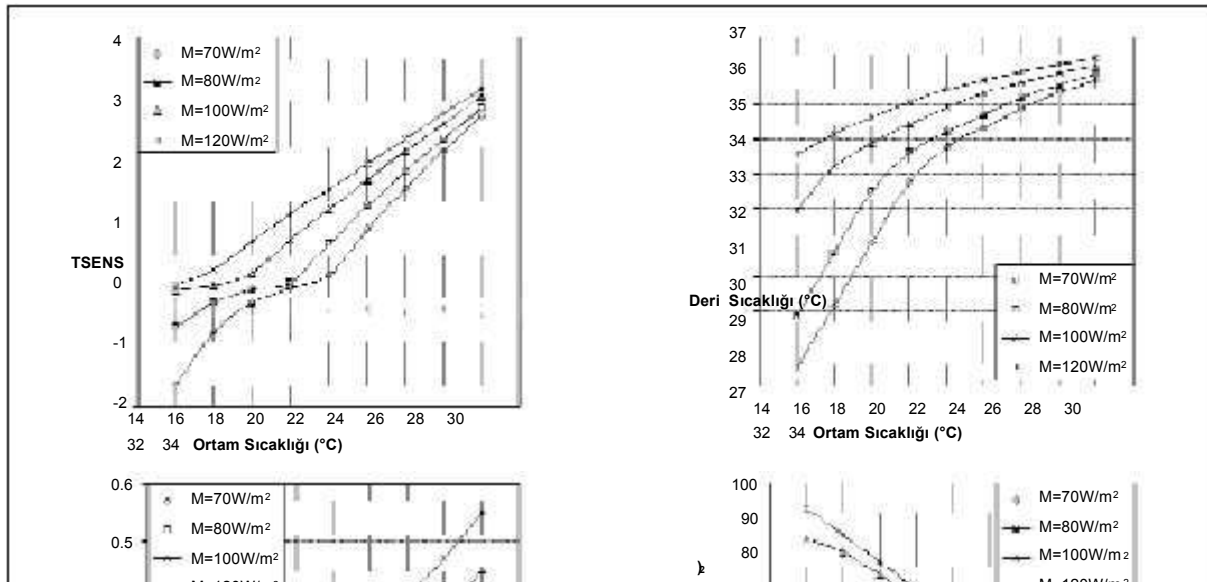 4
3
2
1
TSENS
0
-1
-2
M=70W/m²
M=80W/m²
M=100W/m²
M=120W/m²
14 16 18 20 22 24 26 28 30
32 34 Ortam Sıcaklığı (°C)
37
36
35
34
33
32
31
30
Deri Sıcaklığı (°C)
29
28
27
M=70W/m²
M=80W/m²
M=100W/m²
M=120W/m²
14 16 18 20 22 24 26 28 30
32 34 Ortam Sıcaklığı (°C)
0.6
0.5
M=70W/m²
M=80W/m²
M=100W/m²
100
90
80
M=70W/m²
M=80W/m²
M=100W/m²